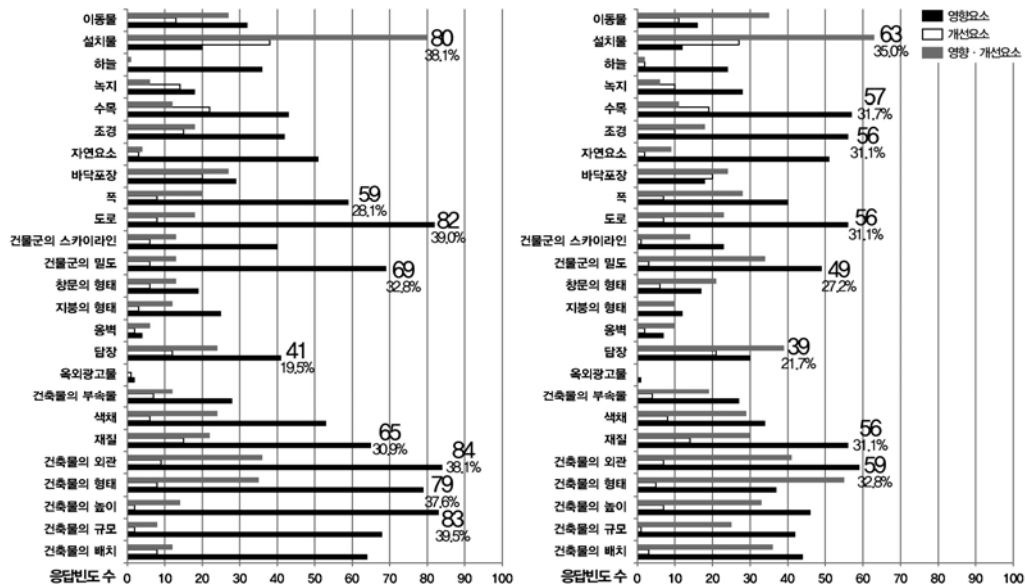 이동물
설치물
하늘
녹지
수목
조경
자연요소
바닥포장
폭
도로
건물군의 스카이라인
건물군의 밀도
창문의 형태
지붕의 형태
옹벽
담장
옥외광고물
건축물의 부속물
색채
재질
건축물의 외관
건축물의 형태
건축물의 높이
건축물의 규모
건축물의 배치
80
38.1%
59
28.1%
82
39.0%
69
32.8%
41
19.5%
65
30.9%
84
38.1%
79
37.6%
83
39.5%
응답빈도 수 0 10 20 30 40 50 60 70 80 90 100
이동물
설치물
하늘
녹지
수목
조경
자연요소
바닥포장
폭
도로
건물군의 스카이라인
건물군의 밀도
창문의 형태
지붕의 형태
옹벽
담장
옥외광고물
건축물의 부속물
색채
재질
건축물의 외관
건축물의 형태
건축물의 높이
건축물의 규모
건축물의 배치
63
35.0%
57
31.7%
56
31.1%
56
31.1%
49
27.2%
39
21.7%
56
31.1%
59
32.8%
응답빈도 수 0 10 20 30 40 50 60 70 80 90 100
영향요소
개선요소
영향·개선요소